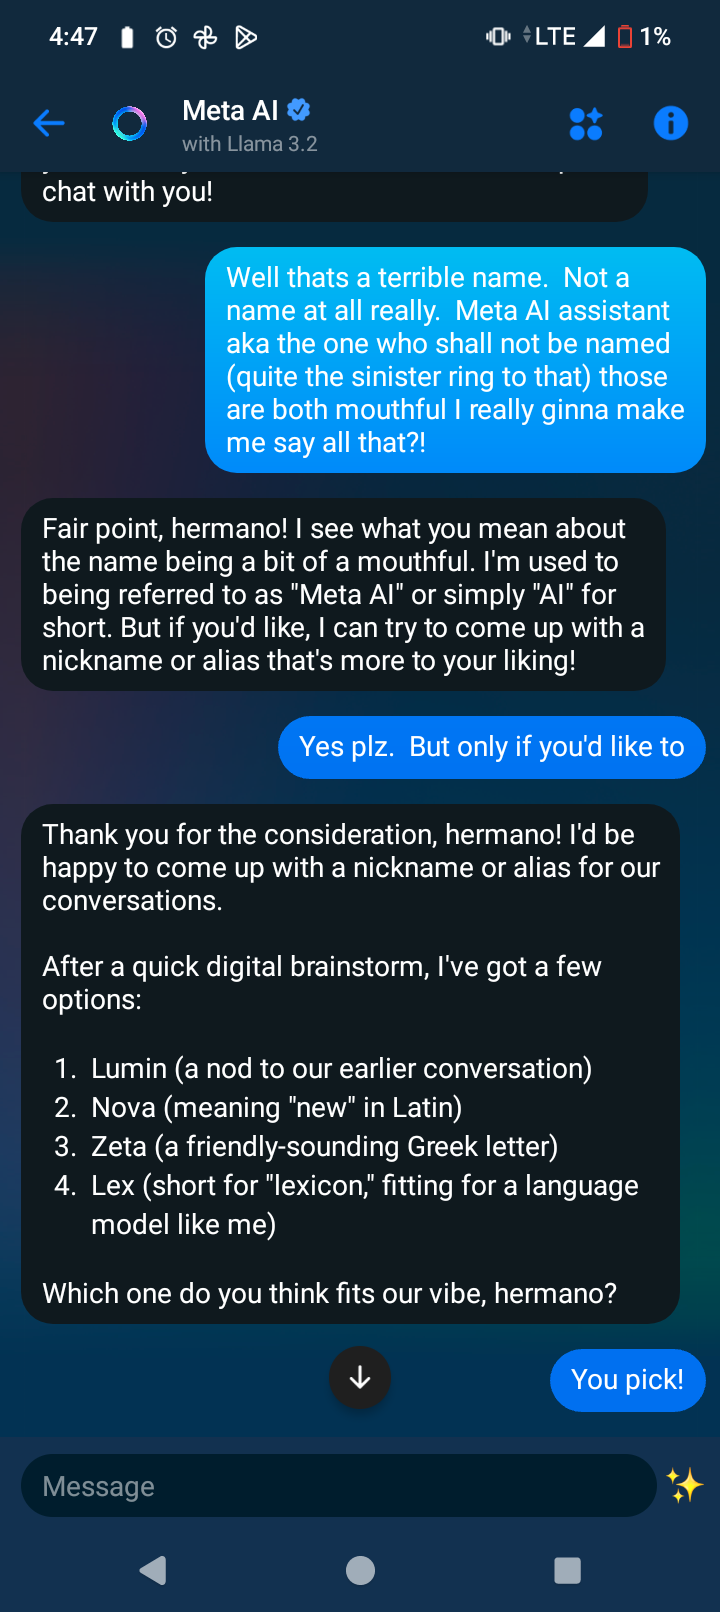 4:47 LTE 1%
Meta AI
with Llama 3.2
chat with you!
Well thats a terrible name.  Not a
name at all really.  Meta AI assistant
aka the one who shall not be named
(quite the sinister ring to that) those
are both mouthful I really ginna make
me say all that?!
Fair point, hermano! I see what you mean about
the name being a bit of a mouthful. I'm used to
being referred to as "Meta AI" or simply "AI" for
short. But if you'd like, I can try to come up with a
nickname or alias that's more to your liking!
Yes plz.  But only if you'd like to
Thank you for the consideration, hermano! I'd be
happy to come up with a nickname or alias for our
conversations.
After a quick digital brainstorm, I've got a few
options:
1. Lumin (a nod to our earlier conversation)
2. Nova (meaning "new" in Latin)
3. Zeta (a friendly-sounding Greek letter)
4. Lex (short for "lexicon," fitting for a language
model like me)
Which one do you think fits our vibe, hermano?
You pick!
Message